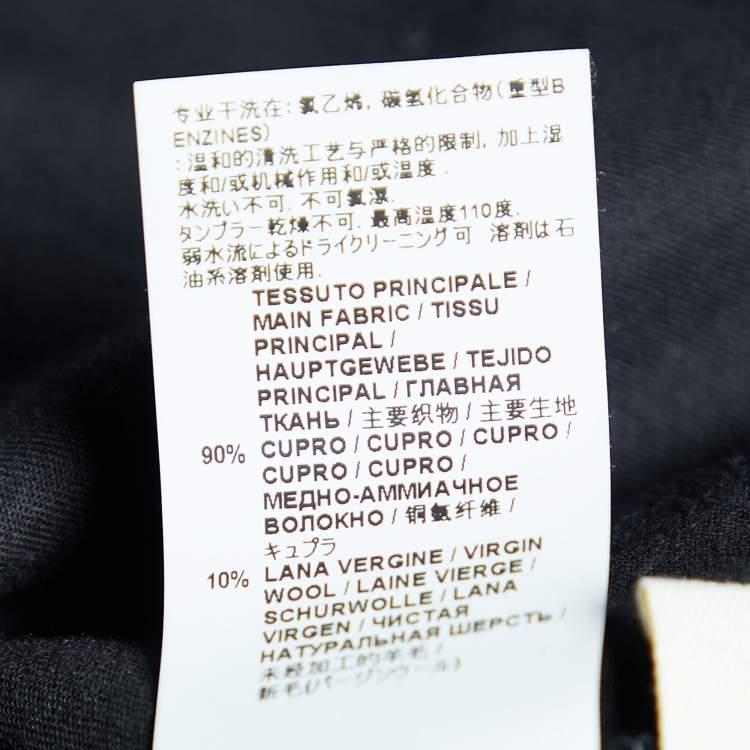 专业干洗在: 氯乙烯, 碳氢化合物(重型B
ENZINES)
:温和的清洗工艺与严格的限制, 加上湿
度和/或机械作用和/或温度.
水洗い不可. 不可氯漂.
タンブラー乾燥不可. 最高温度110度.
弱水流によるドライクリーニング可 溶剤は石
油系溶剤使用.
TESSUTO PRINCIPALE /
MAIN FABRIC / TISSU
PRINCIPAL /
HAUPTGEWEBE / TEJIDO
PRINCIPAL / ГЛАВНАЯ
ТКАНЬ / 主要织物 / 主要生地
90% CUPRO / CUPRO / CUPRO /
CUPRO / CUPRO /
МЕДНО-АММИАЧНОЕ
ВОЛОКНО / 铜氨纤维 /
キュプラ
10% LANA VERGINE / VIRGIN
WOOL / LAINE VIERGE /
SCHURWOLLE / LANA
VIRGEN / ЧИСТАЯ
НАТУРАЛЬНАЯ ШЕРСТЬ /
未经加工的羊毛 /
新毛(バージンウール)